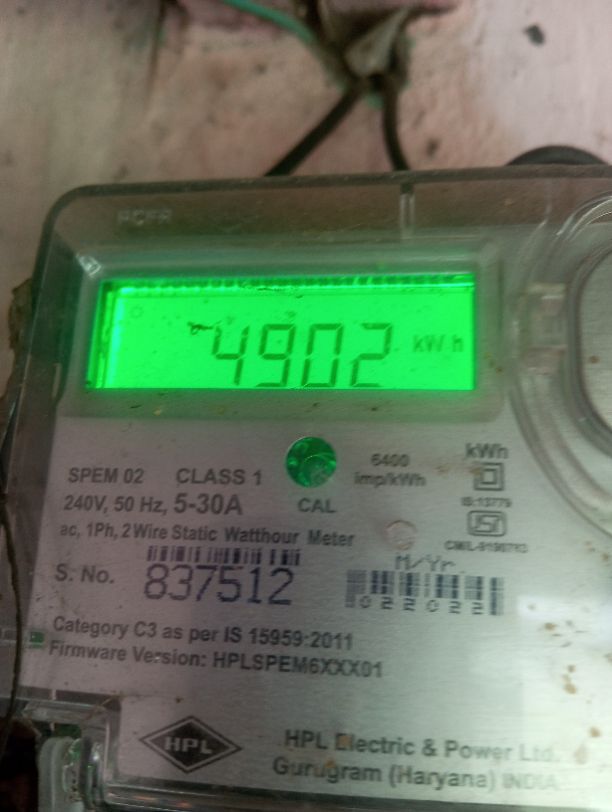 4902 kWh
SPEM 02 CLASS 1
6400
imp/kWh
kWh
240V, 50 Hz, 5-30A
CAL
IS:13779
ac, 1Ph, 2 Wire Static Watthour Meter
M/Yr.
S. No. 837512
022022
Category C3 as per IS 15959:2011
Firmware Version: HPLSPEM6XXX01
HPL
HPL Electric & Power Ltd.
Gurugram (Haryana) INDIA